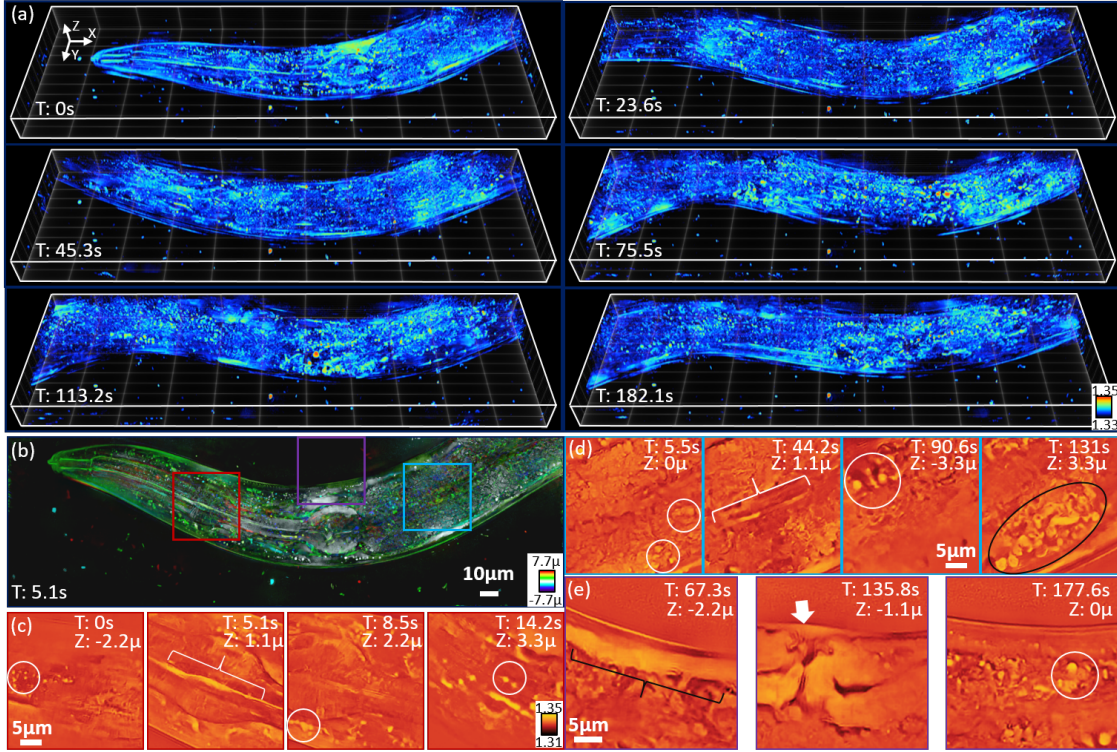 (a)
Z
X
Y
T: 0s
T: 23.6s
T: 45.3s
T: 75.5s
T: 113.2s
T: 182.1s
1.35
1.33
(b)
T: 5.1s
10μm
7.7μ
-7.7μ
(c)
T: 0s
Z: -2.2μ
5μm
T: 5.1s
Z: 1.1μ
T: 8.5s
Z: 2.2μ
T: 14.2s
Z: 3.3μ
1.35
1.31
(d)
T: 5.5s
Z: 0μ
T: 44.2s
Z: 1.1μ
T: 90.6s
Z: -3.3μ
5μm
T: 131s
Z: 3.3μ
(e)
T: 67.3s
Z: -2.2μ
5μm
T: 135.8s
Z: -1.1μ
T: 177.6s
Z: 0μ